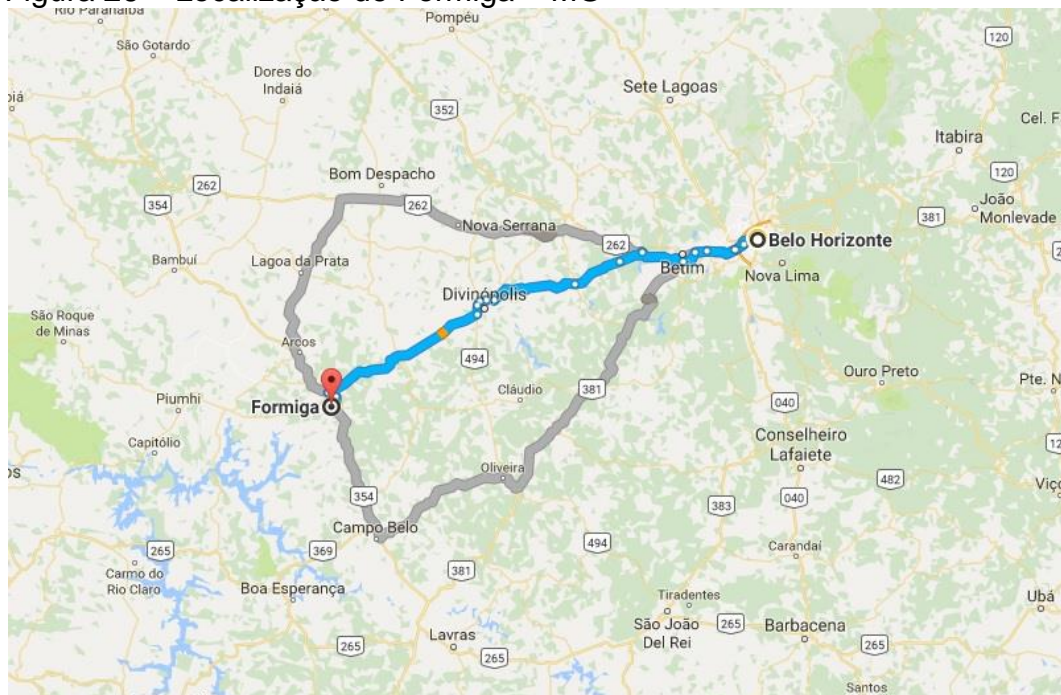 Rio Paranaíba
Pompéu
120
São Gotardo
Dores do
Indaiá
Sete Lagoas
352
Cel. F
Itabira
262
Bom Despacho
120
354
262
João
Monlevade
Nova Serrana
381
262
Belo Horizonte
Bambuí
Lagoa da Prata
Betim
Nova Lima
Divinópolis
São Roque
de Minas
Arcos
494
Ouro Preto
Cláudio
381
Pte. N
Piumhi
Formiga
040
Capitólio
Conselheiro
Lafaiete
Oliveira
482
354
040
Viç
383
Campo Belo
494
265
369
Carandaí
Carmo do
Rio Claro
381
Boa Esperança
Tiradentes
Ubá
São João
Del Rei
265
Barbacena
265
Lavras
265
265
Santos